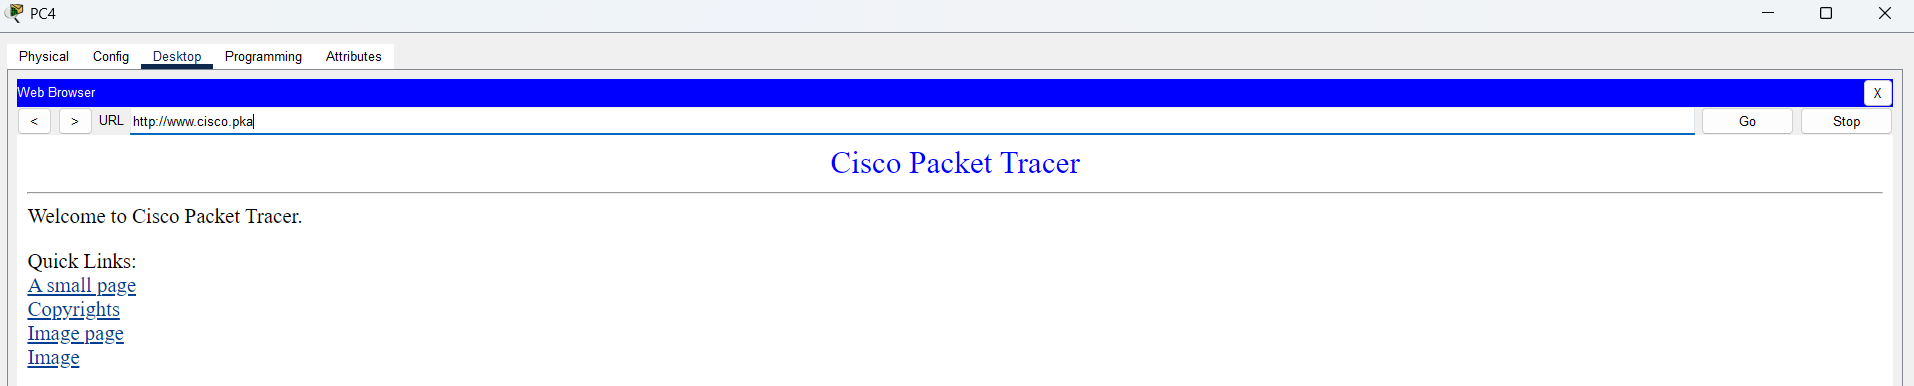 PC4
Physical Config Desktop Programming Attributes
Web Browser X
< > URL http://www.cisco.pka Go Stop
Cisco Packet Tracer
Welcome to Cisco Packet Tracer.
Quick Links:
A small page
Copyrights
Image page
Image